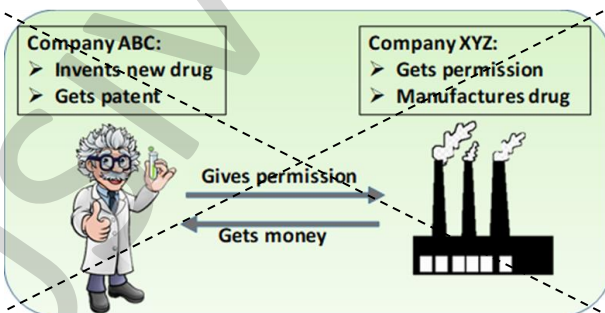 Company ABC:
➢ Invents new drug
➢ Gets patent
Company XYZ:
➢ Gets permission
➢ Manufactures drug
Gives permission
Gets money